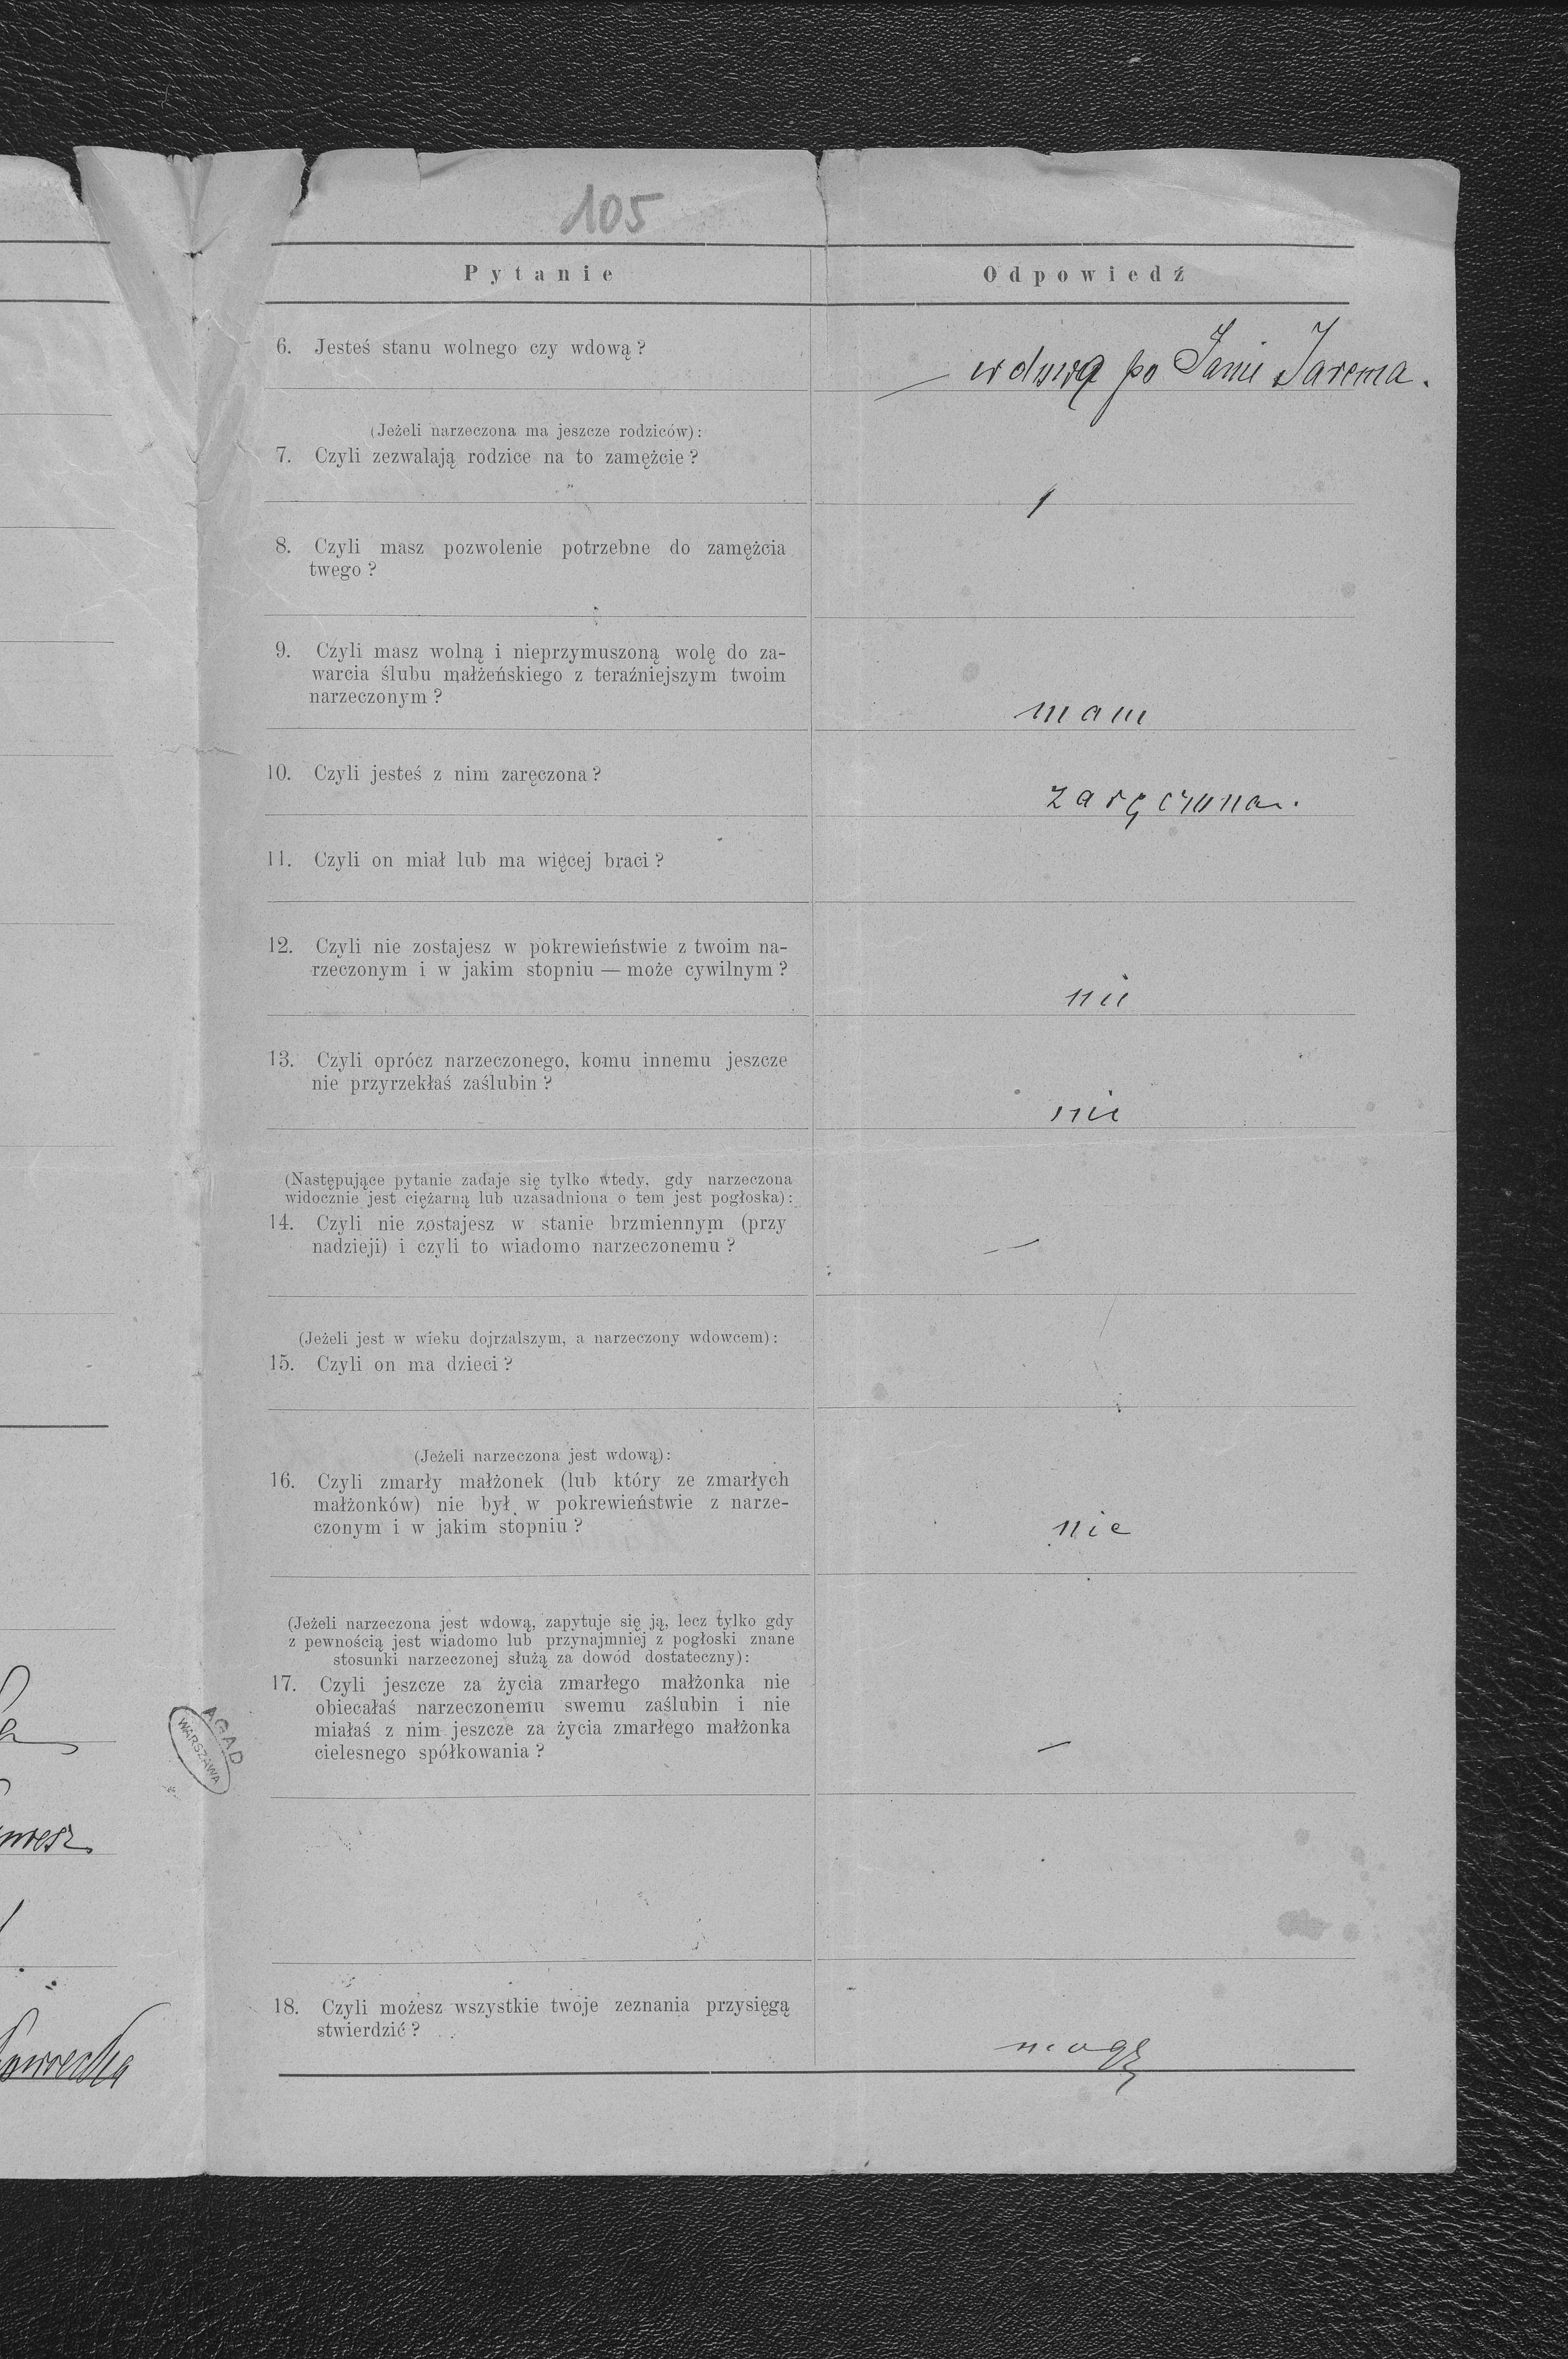 105
Pytanie
Odpowiedź
6. Jesteś stanu wolnego czy wdową?
wdową po Janie Jarema.
(Jeżeli narzeczona ma jeszcze rodziców):
7. Czyli zezwalają rodzice na to zamężcie?
8. Czyli masz pozwolenie potrzebne do zamężcia
twego?
9. Czyli masz wolną i nieprzymuszoną wolę do za-
warcia ślubu małżeńskiego z teraźniejszym twoim
narzeczonym?
mam
10. Czyli jesteś z nim zaręczona?
zaręczona.
11. Czyli on miał lub ma więcej braci?
12. Czyli nie zostajesz w pokrewieństwie z twoim na-
rzeczonym i w jakim stopniu — może cywilnym?
nie
13. Czyli oprócz narzeczonego, komu innemu jeszcze
nie przyrzekłaś zaślubin?
nie
(Następujące pytanie zadaje się tylko wtedy, gdy narzeczona
widocznie jest ciężarną lub uzasadniona o tem jest pogłoska):
14. Czyli nie zostajesz w stanie brzmiennym (przy
nadzieji) i czyli to wiadomo narzeczonemu?
—
(Jeżeli jest w wieku dojrzalszym, a narzeczony wdowcem):
15. Czyli on ma dzieci?
(Jeżeli narzeczona jest wdową):
16. Czyli zmarły małżonek (lub który ze zmarłych
małżonków) nie był w pokrewieństwie z narze-
czonym i w jakim stopniu?
nie
(Jeżeli narzeczona jest wdową, zapytuje się ją, lecz tylko gdy
z pewnością jest wiadomo lub przynajmniej z pogłoski znane
stosunki narzeczonej służą za dowód dostateczny):
17. Czyli jeszcze za życia zmarłego małżonka nie
obiecałaś narzeczonemu swemu zaślubin i nie
miałaś z nim jeszcze za życia zmarłego małżonka
cielesnego spółkowania?
—
AGAD
WARSZAWA
18. Czyli możesz wszystkie twoje zeznania przysięgą
stwierdzić?
mogę